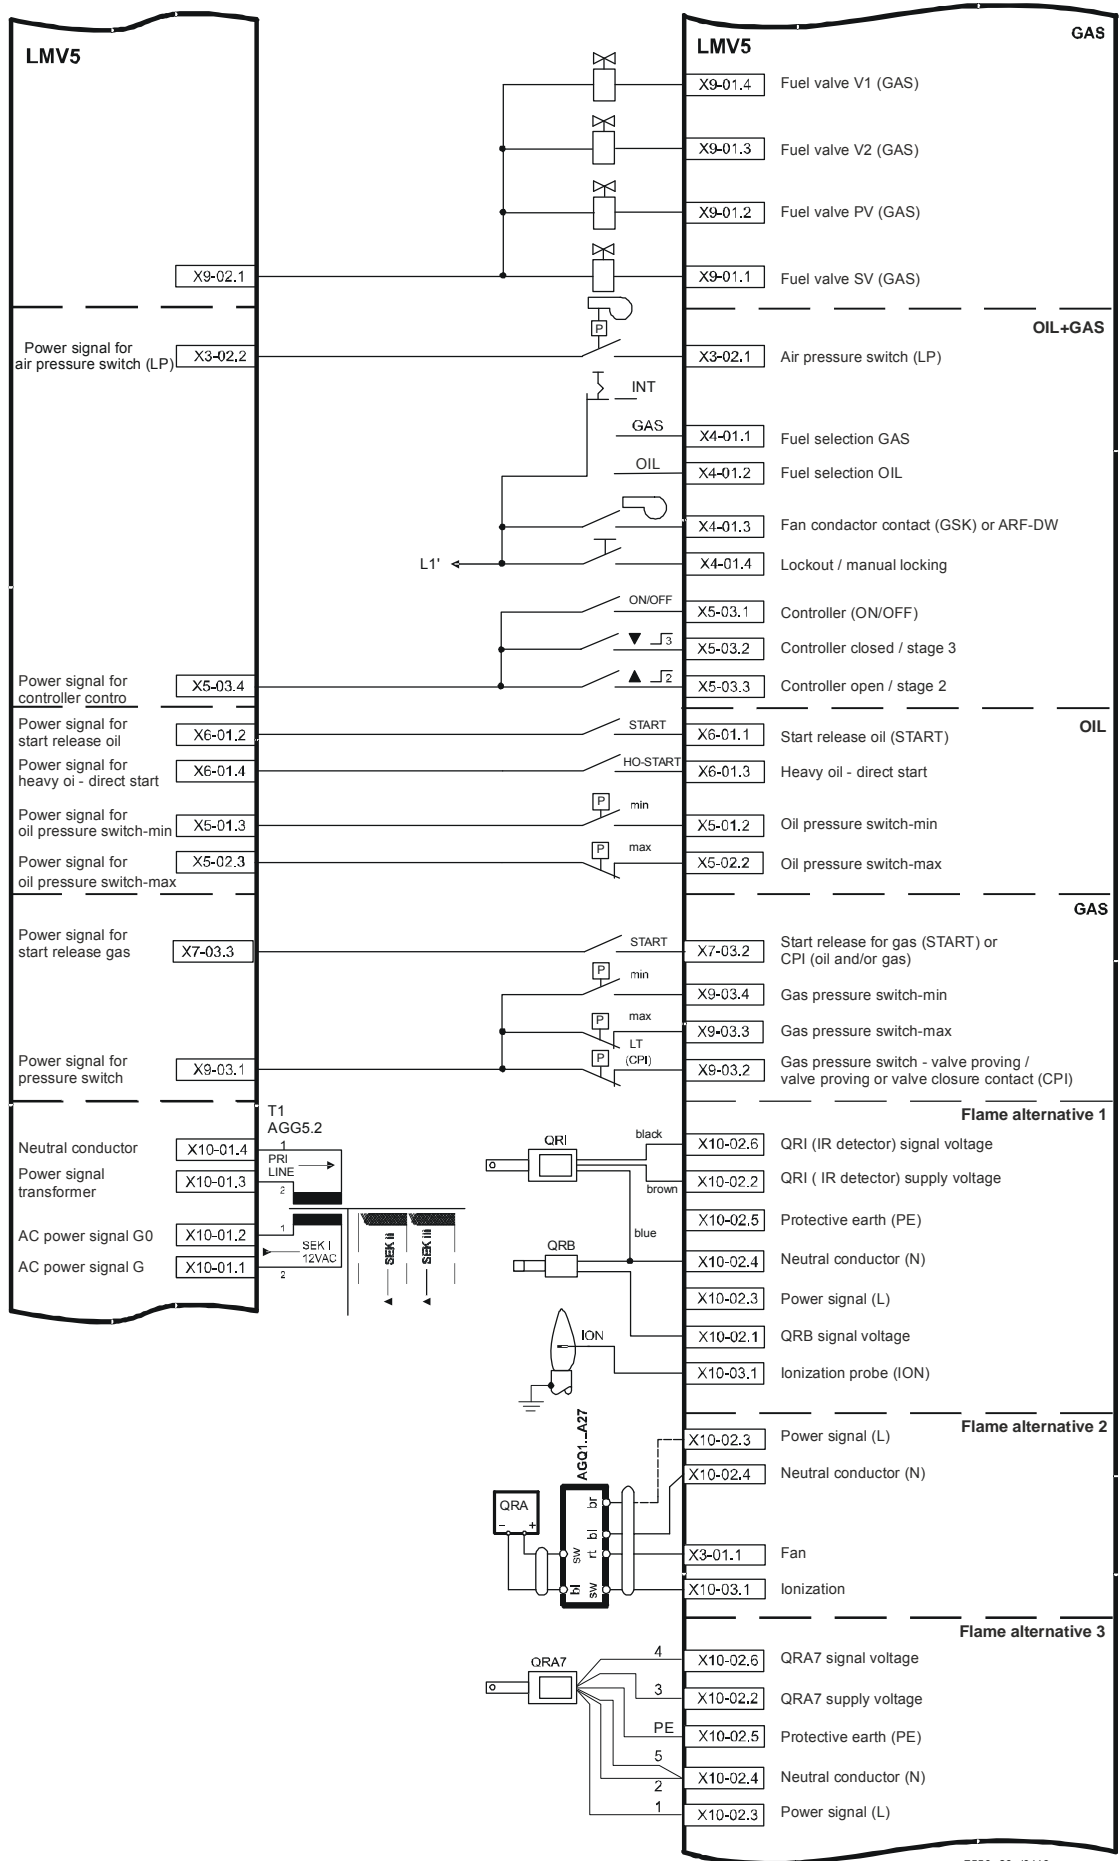 LMV5
LMV5
GAS
X9-01.4 Fuel valve V1 (GAS)
X9-01.3 Fuel valve V2 (GAS)
X9-01.2 Fuel valve PV (GAS)
X9-02.1
X9-01.1 Fuel valve SV (GAS)
OIL+GAS
P
Power signal for
air pressure switch (LP)
X3-02.2
X3-02.1 Air pressure switch (LP)
INT
GAS
X4-01.1 Fuel selection GAS
OIL
X4-01.2 Fuel selection OIL
X4-01.3 Fan condactor contact (GSK) or ARF-DW
L1'
X4-01.4 Lockout / manual locking
ON/OFF
X5-03.1 Controller (ON/OFF)
3
X5-03.2 Controller closed / stage 3
Power signal for
controller contro
X5-03.4
2
X5-03.3 Controller open / stage 2
OIL
Power signal for
start release oil
X6-01.2
START
X6-01.1 Start release oil (START)
Power signal for
heavy oi - direct start
X6-01.4
HO-START
X6-01.3 Heavy oil - direct start
Power signal for
oil pressure switch-min
X5-01.3
P min
X5-01.2 Oil pressure switch-min
Power signal for
oil pressure switch-max
X5-02.3
P max
X5-02.2 Oil pressure switch-max
GAS
Power signal for
start release gas
X7-03.3
START
X7-03.2 Start release for gas (START) or
CPI (oil and/or gas)
P min
X9-03.4 Gas pressure switch-min
P max
X9-03.3 Gas pressure switch-max
Power signal for
pressure switch
X9-03.1
P LT
(CPI)
X9-03.2 Gas pressure switch - valve proving /
valve proving or valve closure contact (CPI)
Flame alternative 1
T1
AGG5.2
Neutral conductor X10-01.4
1
PRI
LINE
2
Power signal
transformer
X10-01.3
AC power signal G0 X10-01.2
1
SEK I
12VAC
2
AC power signal G X10-01.1
SEK II
SEK III
QRI
black
X10-02.6 QRI (IR detector) signal voltage
brown
X10-02.2 QRI ( IR detector) supply voltage
X10-02.5 Protective earth (PE)
blue
QRB
X10-02.4 Neutral conductor (N)
X10-02.3 Power signal (L)
X10-02.1 QRB signal voltage
ION
X10-03.1 Ionization probe (ION)
Flame alternative 2
AGQ1...A27
X10-02.3 Power signal (L)
X10-02.4 Neutral conductor (N)
QRA
- +
br
bl
sw rt
bl sw
X3-01.1 Fan
X10-03.1 Ionization
Flame alternative 3
QRA7
4
X10-02.6 QRA7 signal voltage
3
X10-02.2 QRA7 supply voltage
PE
X10-02.5 Protective earth (PE)
5
2
X10-02.4 Neutral conductor (N)
1
X10-02.3 Power signal (L)